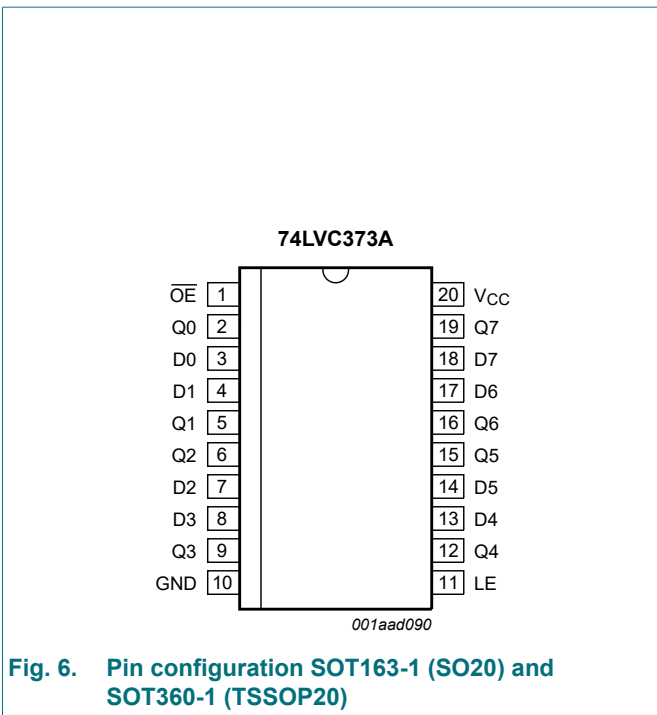 74LVC373A
OE 1 20 VCC
Q0 2 19 Q7
D0 3 18 D7
D1 4 17 D6
Q1 5 16 Q6
Q2 6 15 Q5
D2 7 14 D5
D3 8 13 D4
Q3 9 12 Q4
GND 10 11 LE
001aad090
Fig. 6. Pin configuration SOT163-1 (SO20) and
SOT360-1 (TSSOP20)